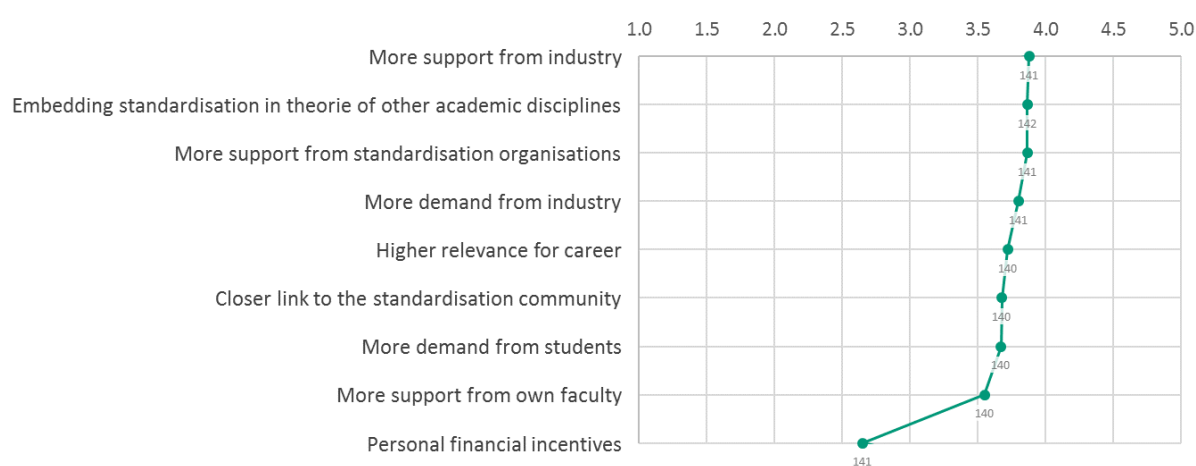 1.0 1.5 2.0 2.5 3.0 3.5 4.0 4.5 5.0
More support from industry
141
Embedding standardisation in theorie of other academic disciplines
142
More support from standardisation organisations
141
More demand from industry
141
Higher relevance for career
140
Closer link to the standardisation community
140
More demand from students
140
More support from own faculty
140
Personal financial incentives
141